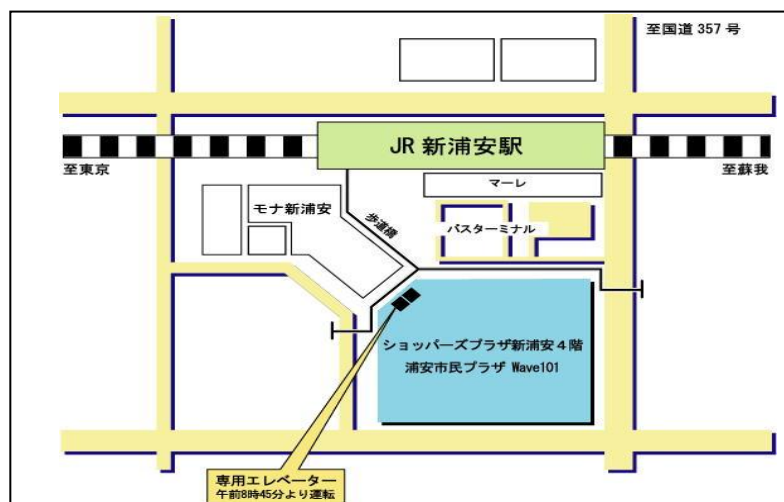 至国道 357 号
JR 新浦安駅
至東京
至蘇我
マーレ
モナ新浦安
歩道橋
バスターミナル
ショッパーズプラザ新浦安４階
浦安市民プラザ Wave101
専用エレベーター
午前8時45分より運転